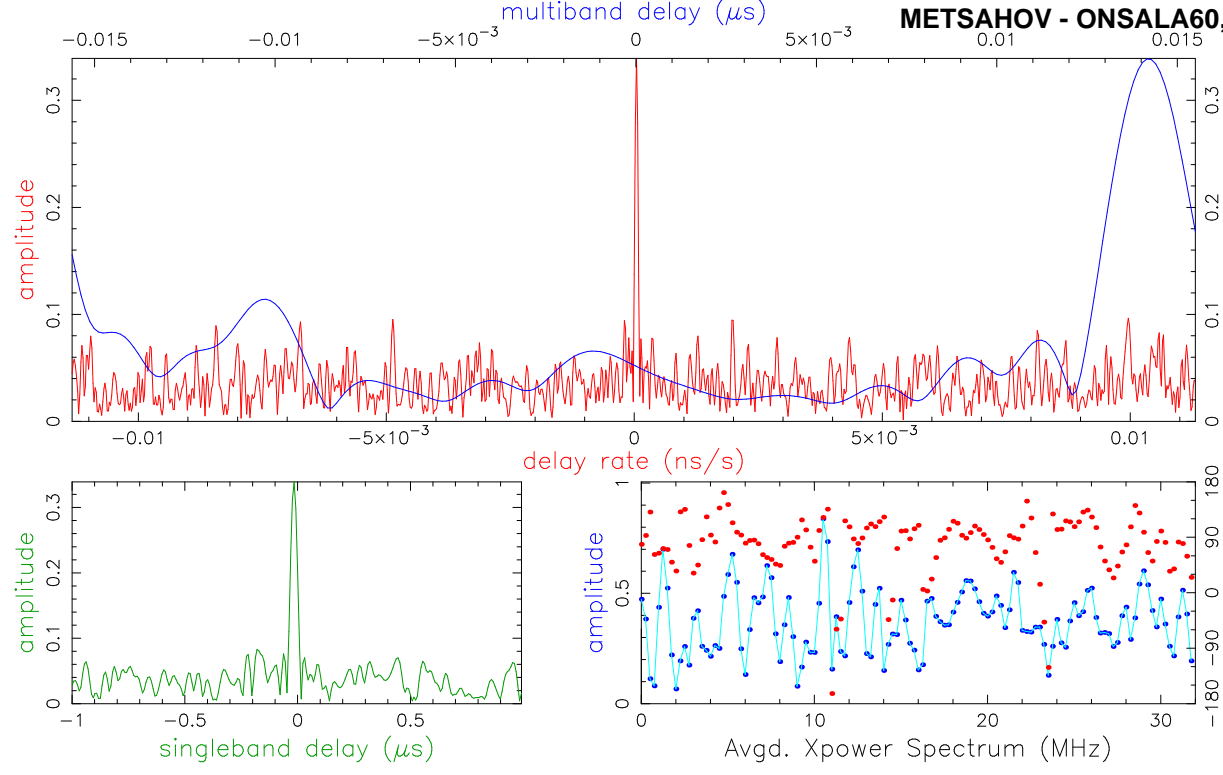 multiband delay (μs)
METSAHOV - ONSALA60,
−0.015 −0.01 −5×10⁻³ 0 5×10⁻³ 0.01 0.015
amplitude
0 0.1 0.2 0.3
0 0.1 0.2 0.3
−0.01 −5×10⁻³ 0 5×10⁻³ 0.01
delay rate (ns/s)
amplitude
0 0.1 0.2 0.3
−1 −0.5 0 0.5
singleband delay (μs)
amplitude
0 0.5 1
−180 −90 0 90 180
0 10 20 30
Avgd. Xpower Spectrum (MHz)